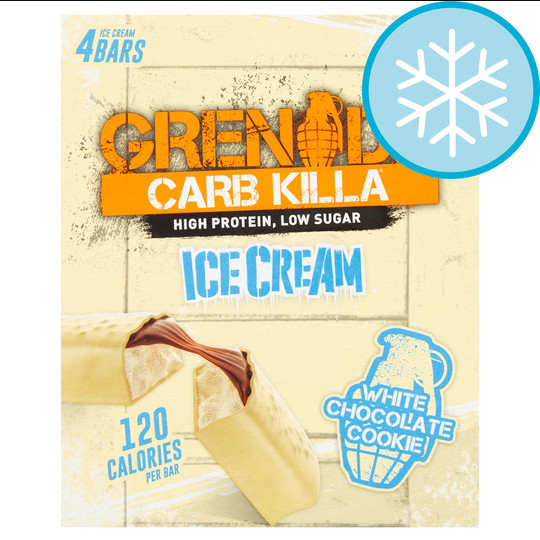 4 ICE CREAM
BARS
GRENAD
CARB KILLA
HIGH PROTEIN, LOW SUGAR
ICE CREAM
120
CALORIES
PER BAR
WHITE
CHOCOLATE
COOKIE